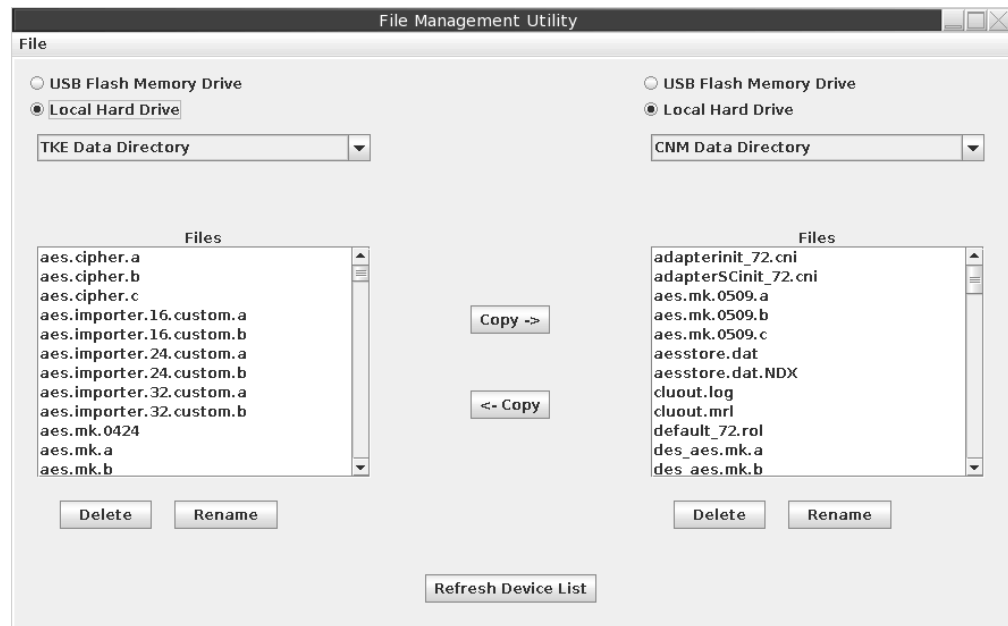 File Management Utility
File
USB Flash Memory Drive
Local Hard Drive
TKE Data Directory
Files
aes.cipher.a
aes.cipher.b
aes.cipher.c
aes.importer.16.custom.a
aes.importer.16.custom.b
aes.importer.24.custom.a
aes.importer.24.custom.b
aes.importer.32.custom.a
aes.importer.32.custom.b
aes.mk.0424
aes.mk.a
aes.mk.b
Delete Rename
Copy ->
<- Copy
USB Flash Memory Drive
Local Hard Drive
CNM Data Directory
Files
adapterinit_72.cni
adapterSCinit_72.cni
aes.mk.0509.a
aes.mk.0509.b
aes.mk.0509.c
aesstore.dat
aesstore.dat.NDX
cluout.log
cluout.mrl
default_72.rol
des_aes.mk.a
des_aes.mk.b
Delete Rename
Refresh Device List